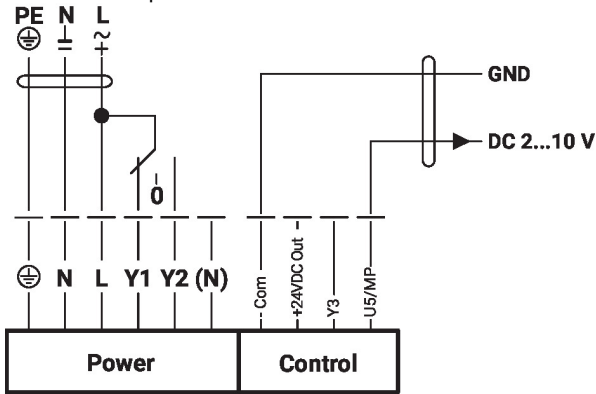 PE N L
GND
DC 2...10 V
0
N L Y1 Y2 (N)
- Com
+24VDC Out -
Y3
U5/MP
Power
Control